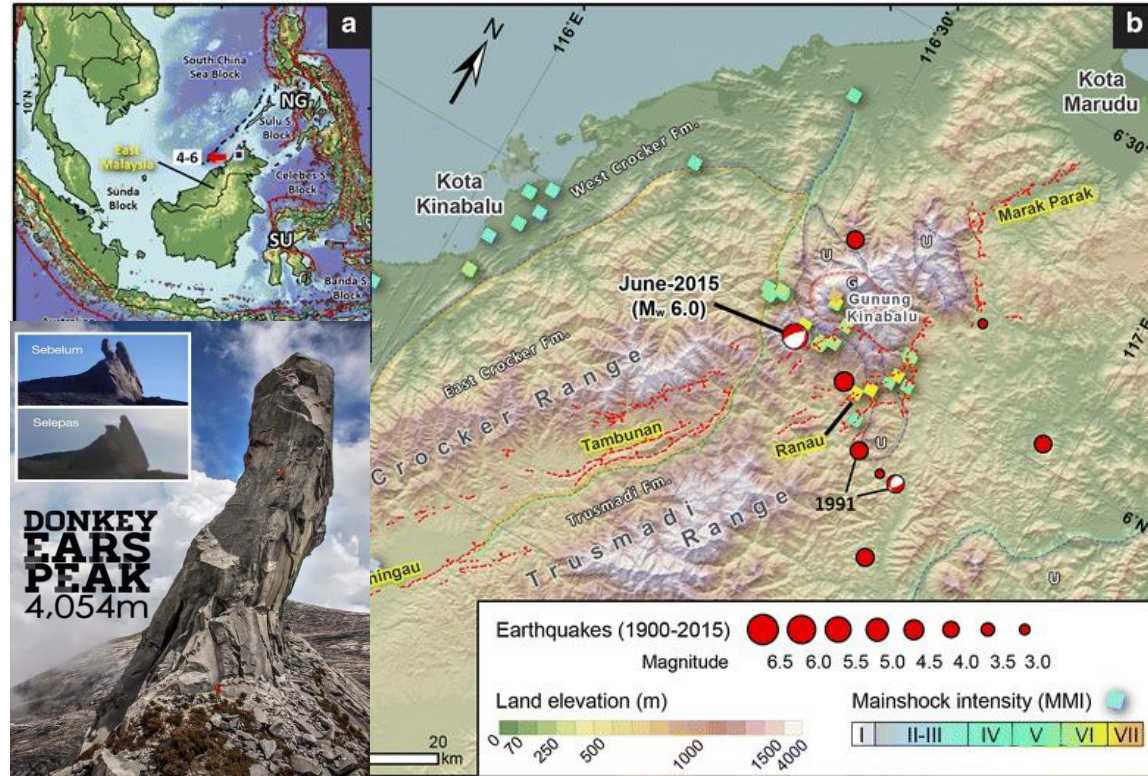 a
South China
Sea Block
10°N
NG
Sulu S.
Block
East
Malaysia
4-6
Celebes S.
Block
Sunda
Block
SU
Banda S.
Block
Sebelum
Selepas
DONKEY
EARS
PEAK
4,054m
b
N
116°E
116°30'
Kota
Marudu
6°30'
West Crocker Fm.
Kota
Kinabalu
Marak Parak
U
U
G
Gunung
Kinabalu
June-2015
(Mw 6.0)
117°
East Crocker Fm.
Crocker Range
Tambunan
Ranau
U
1991
Trusmadi Fm.
Trusmadi
Range
6°N
ningau
U
Earthquakes (1900-2015)
Magnitude 6.5 6.0 5.5 5.0 4.5 4.0 3.5 3.0
Land elevation (m)
0 70 250 500 1000 1500 4000
Mainshock intensity (MMI)
I II-III IV V VI VII
20
km